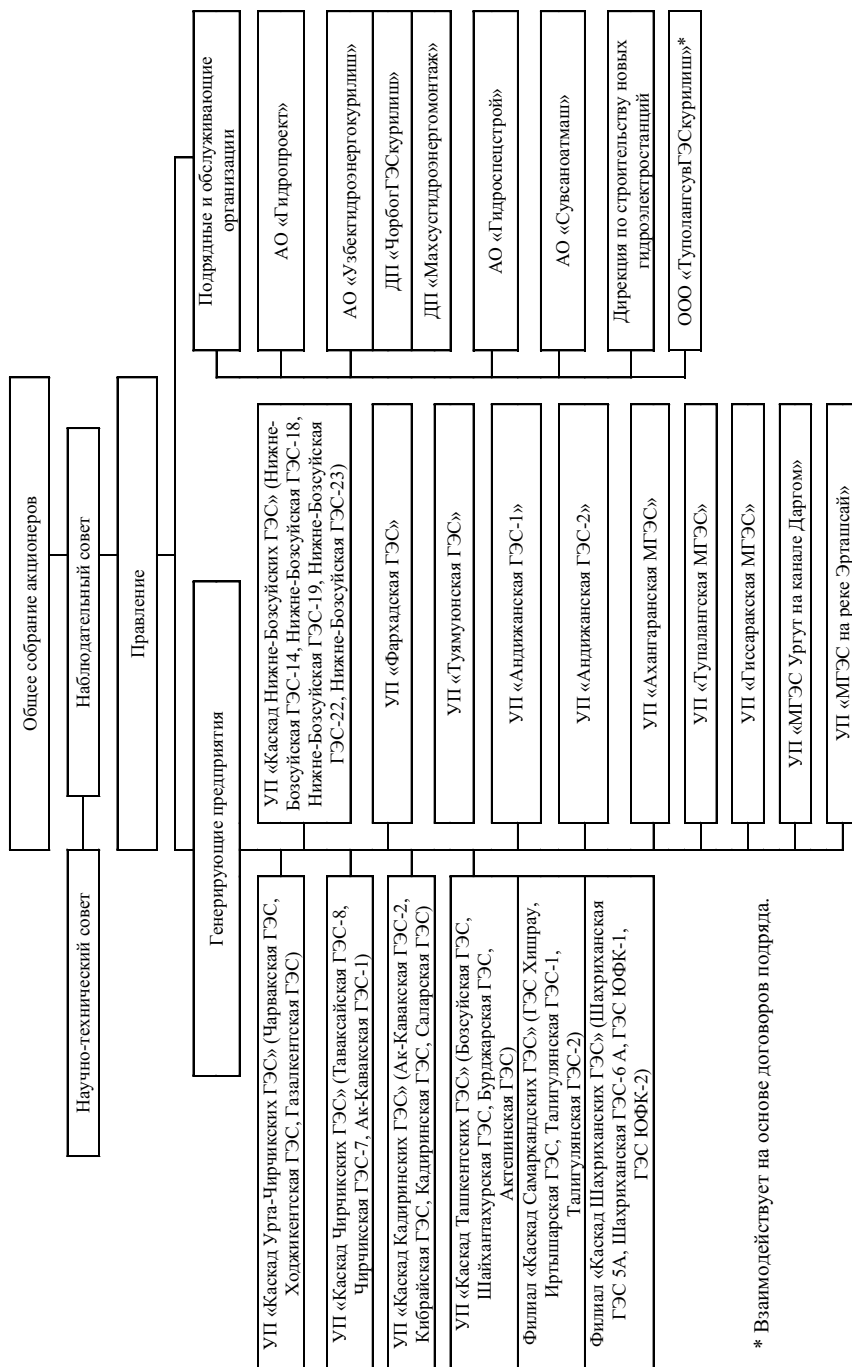 Общее собрание акционеров
Научно-технический совет
Наблюдательный совет
Правление
Генерирующие предприятия
УП «Каскад Урта-Чирчикских ГЭС» (Чарвакская ГЭС,
Ходжикентская ГЭС, Газалкентская ГЭС)
УП «Каскад Чирчикских ГЭС» (Таваксайская ГЭС-8,
Чирчикская ГЭС-7, Ак-Кавакская ГЭС-1)
УП «Каскад Кадиринских ГЭС» (Ак-Кавакская ГЭС-2,
Кибрайская ГЭС, Кадиринская ГЭС, Саларская ГЭС)
УП «Каскад Ташкентских ГЭС» (Бозсуйская ГЭС,
Шайхантахурская ГЭС, Бурджарская ГЭС,
Актепинская ГЭС)
Филиал «Каскад Самаркандских ГЭС» (ГЭС Хишрау,
Иртышарская ГЭС, Талигулянская ГЭС-1,
Талигулянская ГЭС-2)
Филиал «Каскад Шахриханских ГЭС» (Шахриханская
ГЭС 5А, Шахриханская ГЭС-6 А, ГЭС ЮФК-1,
ГЭС ЮФК-2)
УП «Каскад Нижне-Бозсуйских ГЭС» (Нижне-
Бозсуйская ГЭС-14, Нижне-Бозсуйская ГЭС-18,
Нижне-Бозсуйская ГЭС-19, Нижне-Бозсуйская
ГЭС-22, Нижне-Бозсуйская ГЭС-23)
УП «Фархадская ГЭС»
УП «Туямуюнская ГЭС»
УП «Андижанская ГЭС-1»
УП «Андижанская ГЭС-2»
УП «Ахангаранская МГЭС»
УП «Тупалангская МГЭС»
УП «Гиссаракская МГЭС»
УП «МГЭС Ургут на канале Даргом»
УП «МГЭС на реке Эрташсай»
Подрядные и обслуживающие
организации
АО «Гидропроект»
АО «Узбекгидроэнергокурилиш»
ДП «ЧорбогГЭСкурилиш»
ДП «Махсусгидроэнергомонтаж»
АО «Гидроспецстрой»
АО «Сувсаноатмаш»
Дирекция по строительству новых
гидроэлектростанций
ООО «ТуполангсувГЭСкурилиш»*
* Взаимодействует на основе договоров подряда.